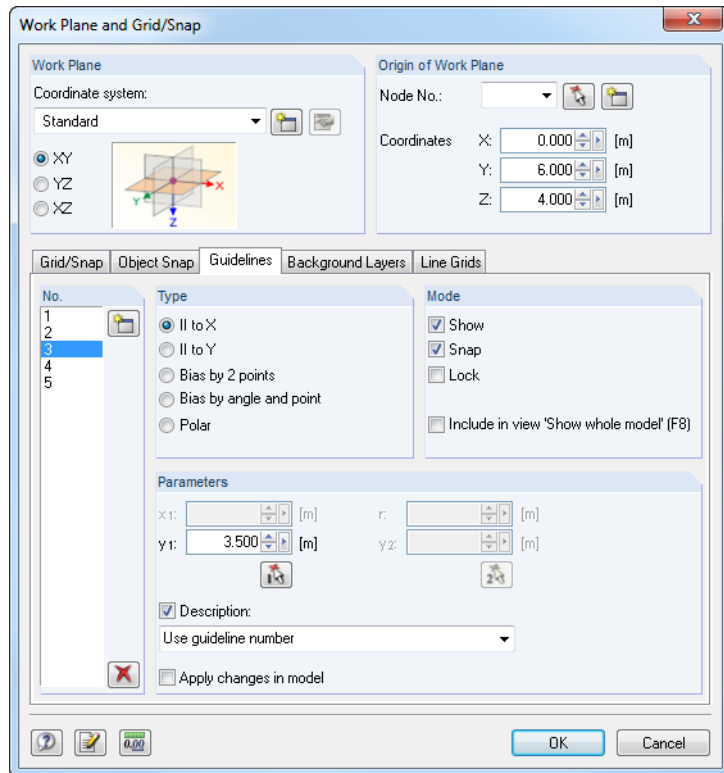 Work Plane and Grid/Snap
Work Plane
Coordinate system:
Standard
XY
YZ
XZ
X
Y
Z
Origin of Work Plane
Node No.:
Coordinates X: 0.000 [m]
Y: 6.000 [m]
Z: 4.000 [m]
Grid/Snap Object Snap Guidelines Background Layers Line Grids
No.
1
2
3
4
5
Type
II to X
II to Y
Bias by 2 points
Bias by angle and point
Polar
Mode
Show
Snap
Lock
Include in view 'Show whole model' (F8)
Parameters
x1: [m] r: [m]
y1: 3.500 [m] y2: [m]
1 2
Description:
Use guideline number
Apply changes in model
0.00
OK Cancel